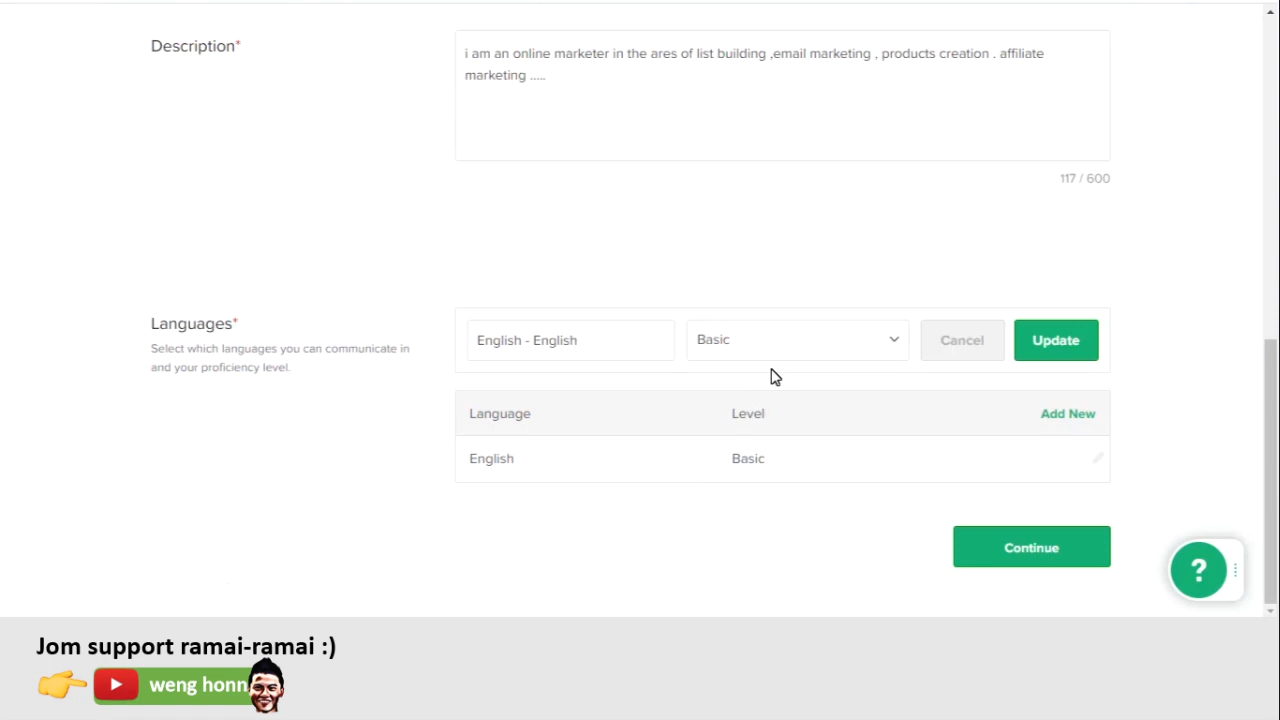 Description*
i am an online marketer in the ares of list building ,email marketing , products creation . affiliate
marketing .....
117 / 600
Languages*
Select which languages you can communicate in
and your proficiency level.
English - English
Basic
Cancel
Update
Language
Level
Add New
English
Basic
Continue
?
Jom support ramai-ramai :)
weng honn